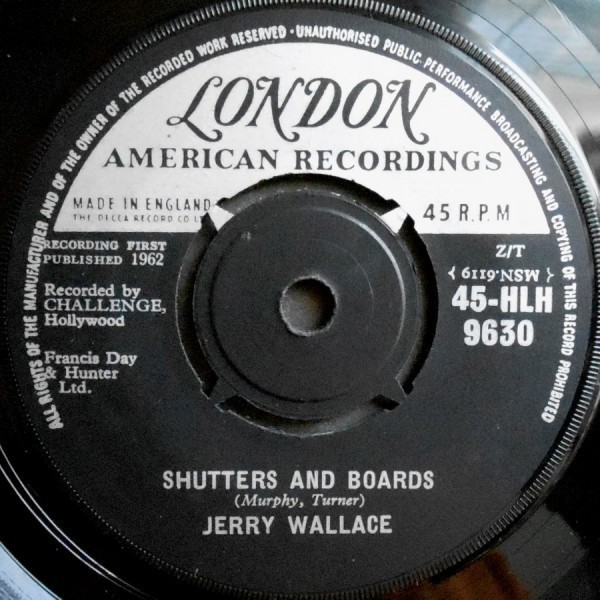 ALL RIGHTS OF THE MANUFACTURER AND OF THE OWNER OF THE RECORDED WORK RESERVED · UNAUTHORISED PUBLIC PERFORMANCE BROADCASTING AND COPYING OF THIS RECORD PROHIBITED
LONDON
AMERICAN RECORDINGS
MADE IN ENGLAND
THE DECCA RECORD CO LT
45 R.P.M
RECORDING FIRST
PUBLISHED 1962
Z/T
Recorded by
CHALLENGE,
Hollywood
(MSN.6119)
45-HLH
9630
Francis Day
& Hunter
Ltd.
SHUTTERS AND BOARDS
(Murphy, Turner)
JERRY WALLACE